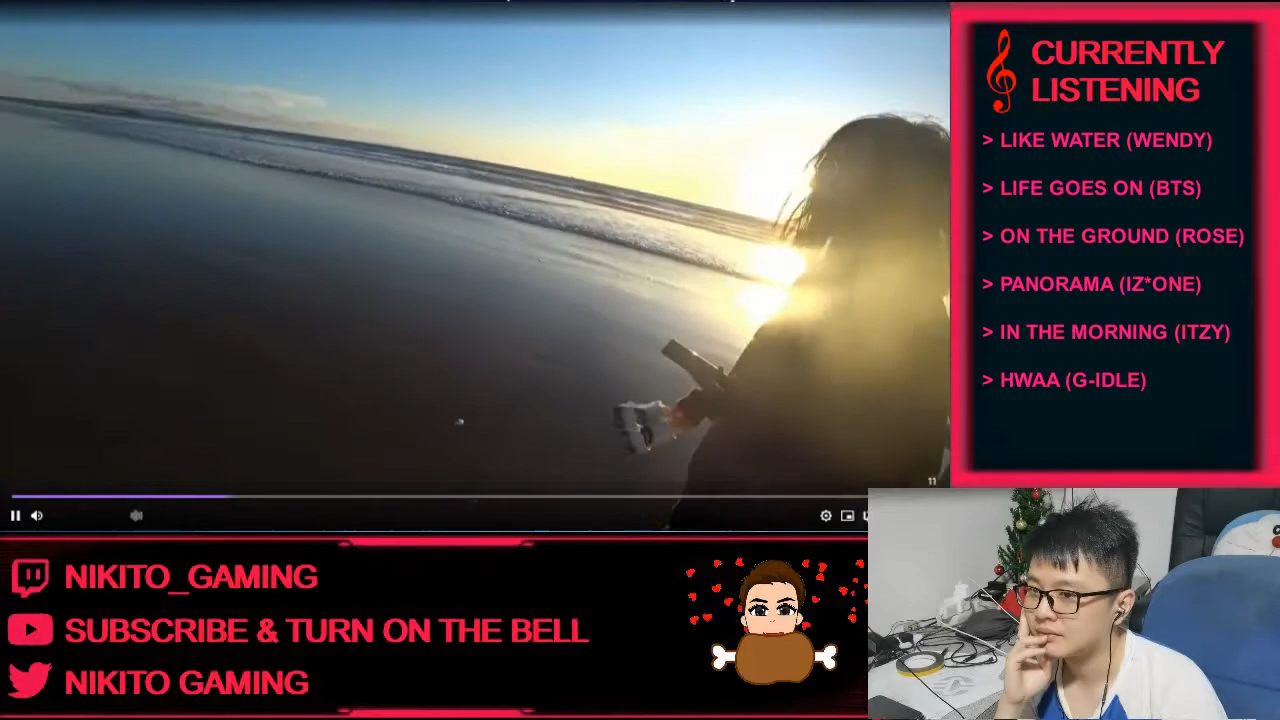 CURRENTLY
LISTENING
> LIKE WATER (WENDY)
> LIFE GOES ON (BTS)
> ON THE GROUND (ROSE)
> PANORAMA (IZ*ONE)
> IN THE MORNING (ITZY)
> HWAA (G-IDLE)
11
NIKITO_GAMING
SUBSCRIBE & TURN ON THE BELL
NIKITO GAMING